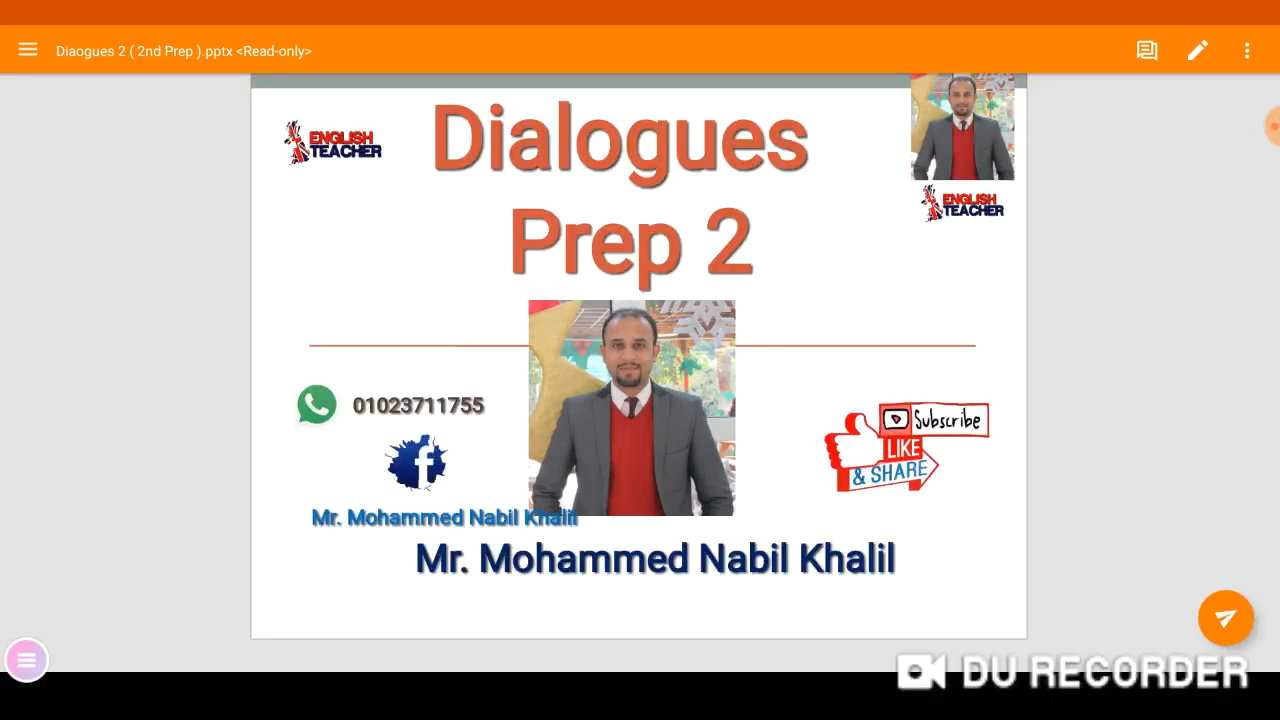 Diaogues 2 ( 2nd Prep ).pptx <Read-only>
Dialogues
Prep 2
ENGLISH
TEACHER
ENGLISH
TEACHER
01023711755
Subscribe
LIKE
& SHARE
Mr. Mohammed Nabil Khalil
Mr. Mohammed Nabil Khalil
DU RECORDER